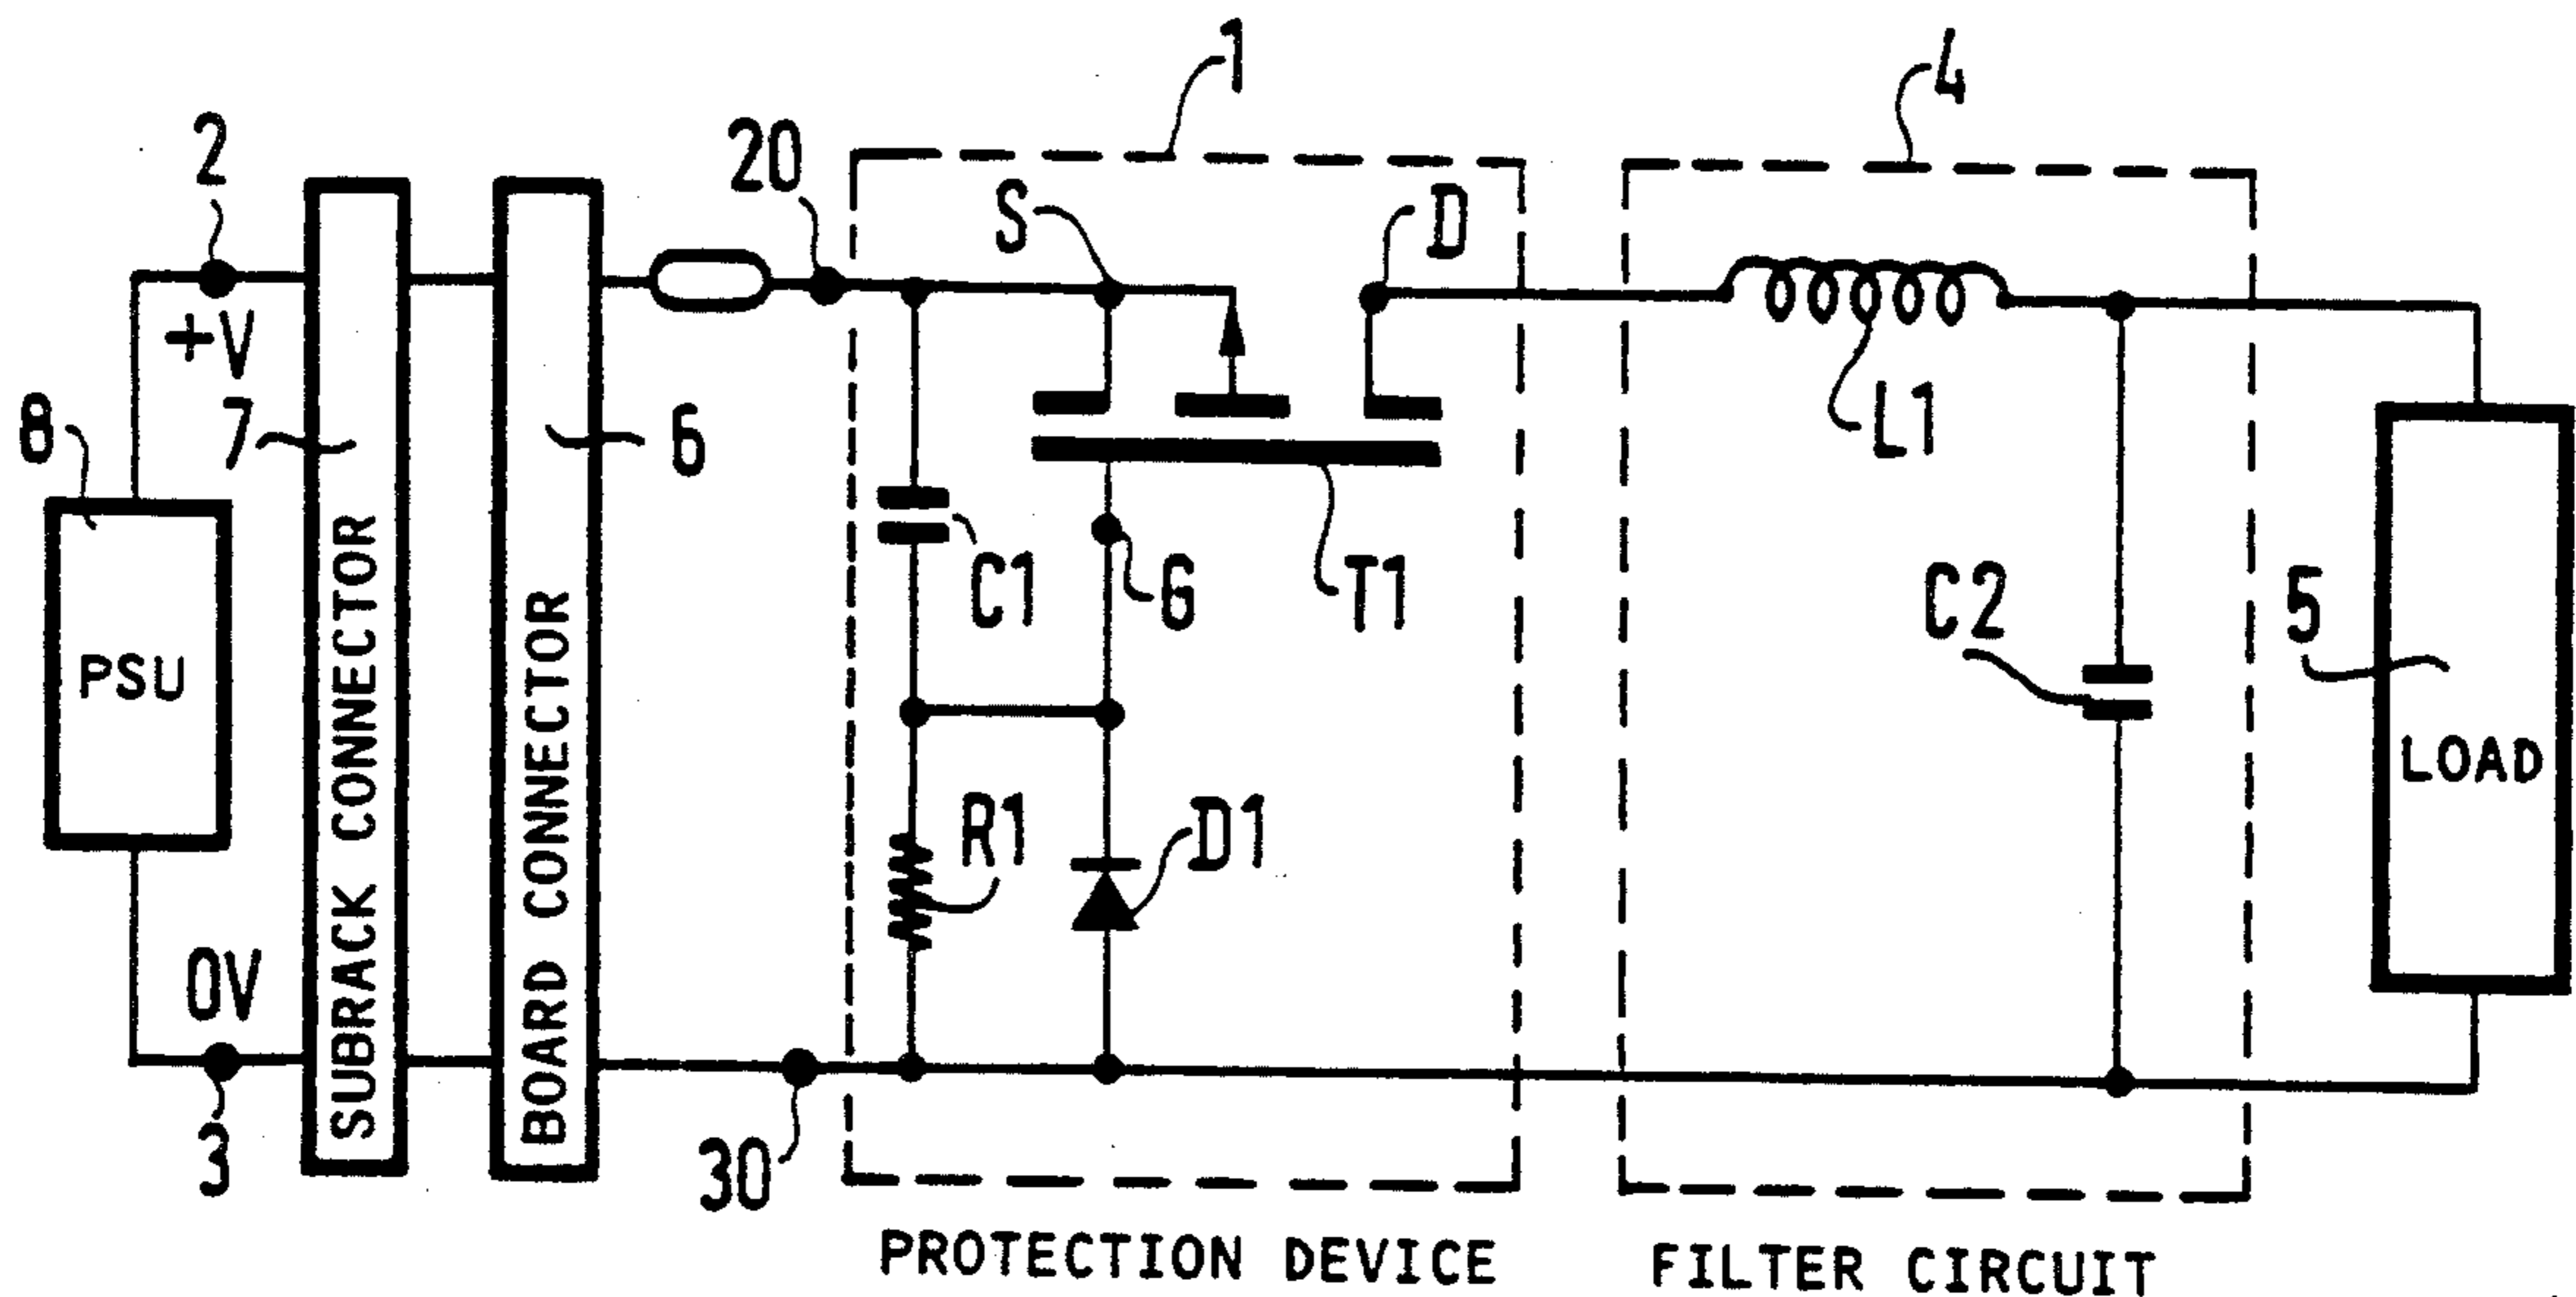 1
4
2
20
S
D
+V
8
7
6
L1
PSU
SUBRACK CONNECTOR
BOARD CONNECTOR
C1
G
T1
C2
5
LOAD
R1
D1
0V
3
30
PROTECTION DEVICE
FILTER CIRCUIT